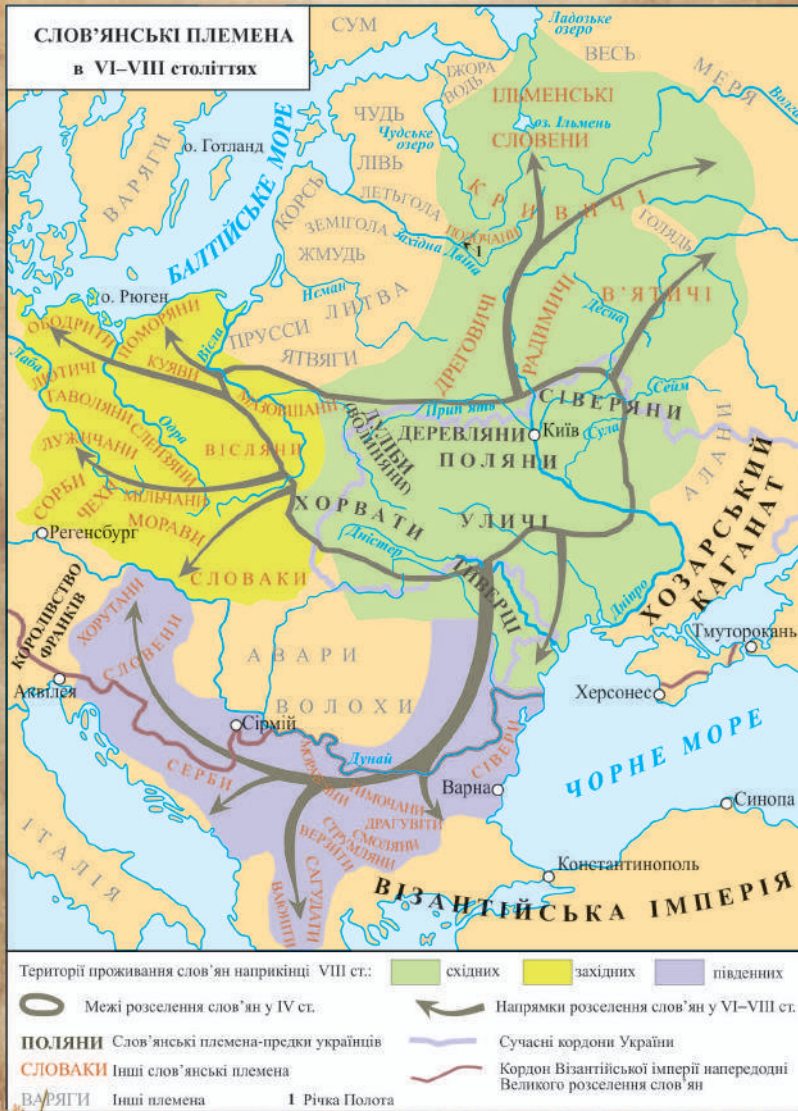 СЛОВ’ЯНСЬКІ ПЛЕМЕНА
в VI–VIII століттях
СУМ
Ладозьке
озеро
ВЕСЬ
МЕРЯ
Волга
ІЖОРА
ВОДЬ
ІЛЬМЕНСЬКІ
СЛОВЕНИ
оз. Ільмень
ЧУДЬ
Чудське
озеро
о. Готланд
ВАРЯГИ
БАЛТІЙСЬКЕ МОРЕ
ЛІВЬ
КОРСЬ
ЛЕТЬГОЛА
ЗЕМІГОЛА
КРИВИЧІ
ПОЛОЧАНИ
1
ГОЛЯДЬ
ЖМУДЬ
Західна Двіна
о. Рюген
Неман
ЛИТВА
ПРУССИ
ЯТВЯГИ
ДРЕГОВИЧІ
РАДИМИЧІ
В’ЯТИЧІ
Десна
ОБОДРИТИ
ПОМОРЯНИ
Вісла
Лаба
ЛЮТИЧІ
КУЯВИ
ГАВОЛЯНИ
СЛЕНЗЯНИ
Одра
МАЗОВШАНИ
ЛУЖИЧАНИ
ВІСЛЯНИ
СОРБИ
ЧЕХИ
МІЛЬЧАНИ
МОРАВИ
Регенсбург
СЛОВАКИ
Прип’ять
СІВЕРЯНИ
Сейм
ДУЛІБИ
(ВОЛИНЯНИ)
ДЕРЕВЛЯНИ
Київ
Сула
ПОЛЯНИ
АЛАНИ
ХОРВАТИ
УЛИЧІ
Дністер
ТИВЕРЦІ
Дніпро
ХОЗАРСЬКИЙ
КАГАНАТ
КОРОЛІВСТВО
ФРАНКІВ
ХОРУТАНИ
СЛОВЕНИ
АВАРИ
ВОЛОХИ
Тмуторокань
Аквілея
Херсонес
Сірмій
Дунай
СЕРБИ
СІВЕРИ
Варна
ЧОРНЕ МОРЕ
ТИМОЧАНИ
ДРАГУВІТИ
СМОЛЯНИ
СТРУМЛЯНИ
ВЕРЗИТИ
САГУДАТИ
Синопа
ІТАЛІЯ
Константинополь
ВІЗАНТІЙСЬКА ІМПЕРІЯ
Території проживання слов’ян наприкінці VIII ст.:
східних
західних
південних
Межі розселення слов’ян у IV ст.
Напрямки розселення слов’ян у VI–VIII ст.
ПОЛЯНИ Слов’янські племена-предки українців
Сучасні кордони України
СЛОВАКИ Інші слов’янські племена
Кордон Візантійської імперії напередодні
Великого розселення слов’ян
ВАРЯГИ Інші племена
1 Річка Полота